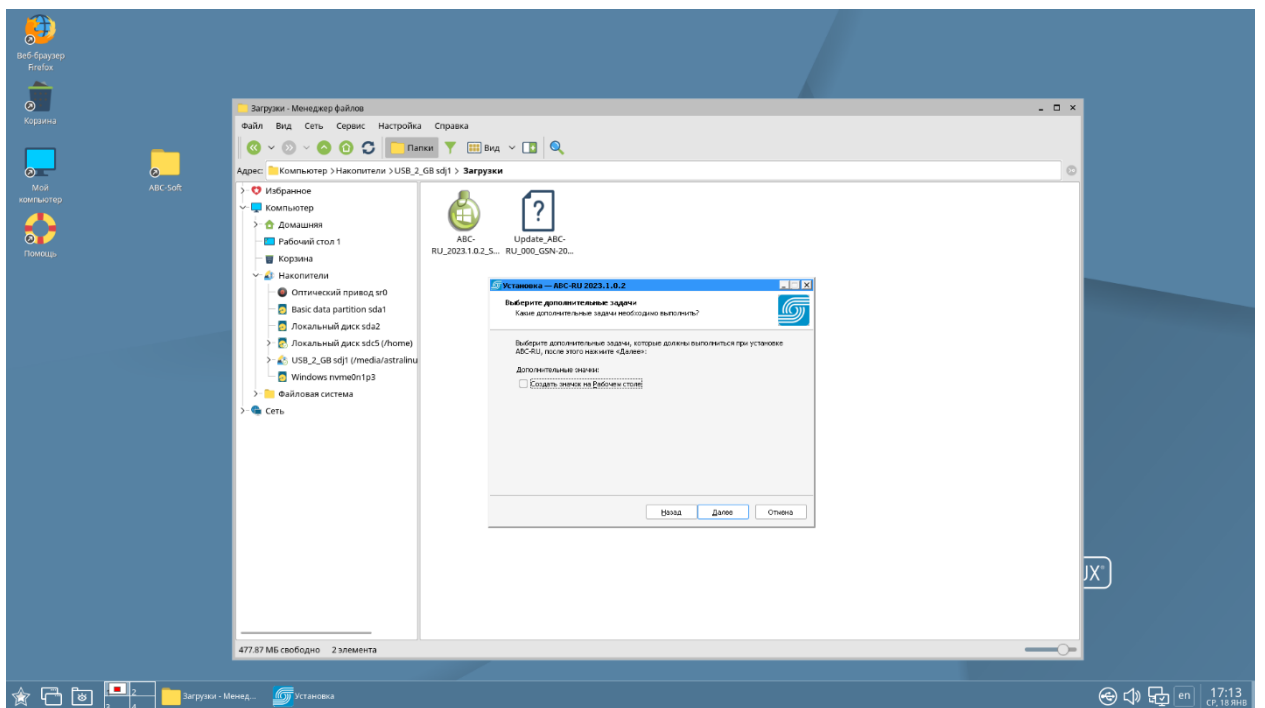 Веб-браузер
Firefox
Корзина
Мой
компьютер
ABC-Soft
Помощь
Загрузки - Менеджер файлов
Файл Вид Сеть Сервис Настройка Справка
Папки Вид
Адрес: Компьютер > Накопители > USB_2_GB sdj1 > Загрузки
Избранное
Компьютер
Домашняя
Рабочий стол 1
Корзина
Накопители
Оптический привод sr0
Basic data partition sda1
Локальный диск sda2
Локальный диск sdc5 (/home)
USB_2_GB sdj1 (/media/astralinu
Windows nvme0n1p3
Файловая система
Сеть
ABC-
RU_2023.1.0.2_S...
Update_ABC-
RU_000_GSN-20...
Установка — ABC-RU 2023.1.0.2
Выберите дополнительные задачи
Какие дополнительные задачи необходимо выполнить?
Выберите дополнительные задачи, которые должны выполниться при установке
ABC-RU, после этого нажмите «Далее»:
Дополнительные значки:
Создать значок на Рабочем столе
Назад Далее Отмена
UX®
477.87 МБ свободно 2 элемента
2
3 4
Загрузки - Менед...
Установка
en
17:13
СР, 18 ЯНВ